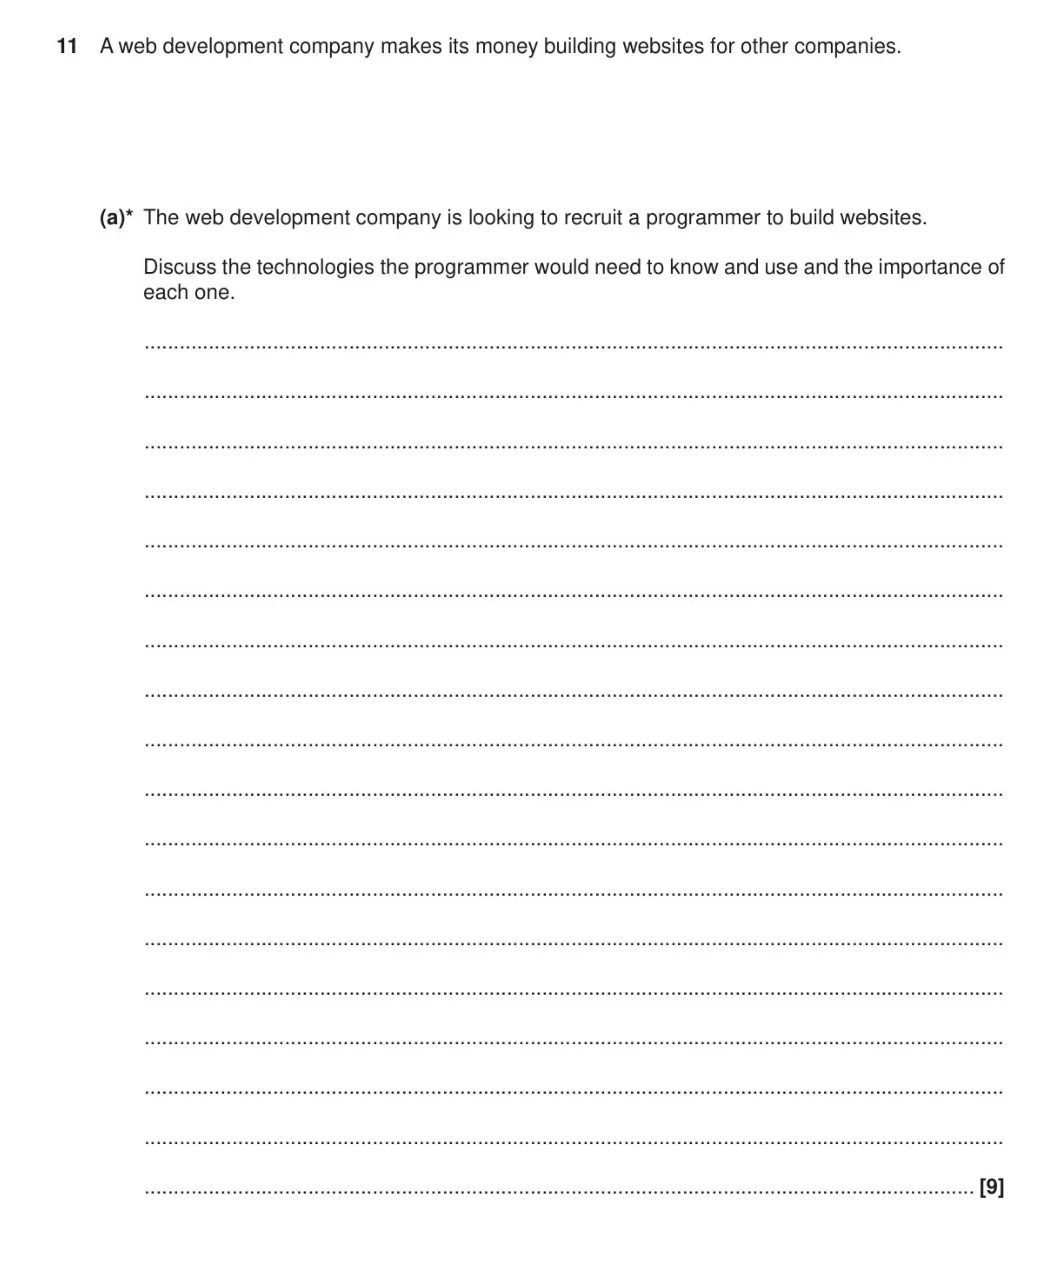 11 A web development company makes its money building websites for other companies.
(a)* The web development company is looking to recruit a programmer to build websites.
Discuss the technologies the programmer would need to know and use and the importance of
each one.
[9]